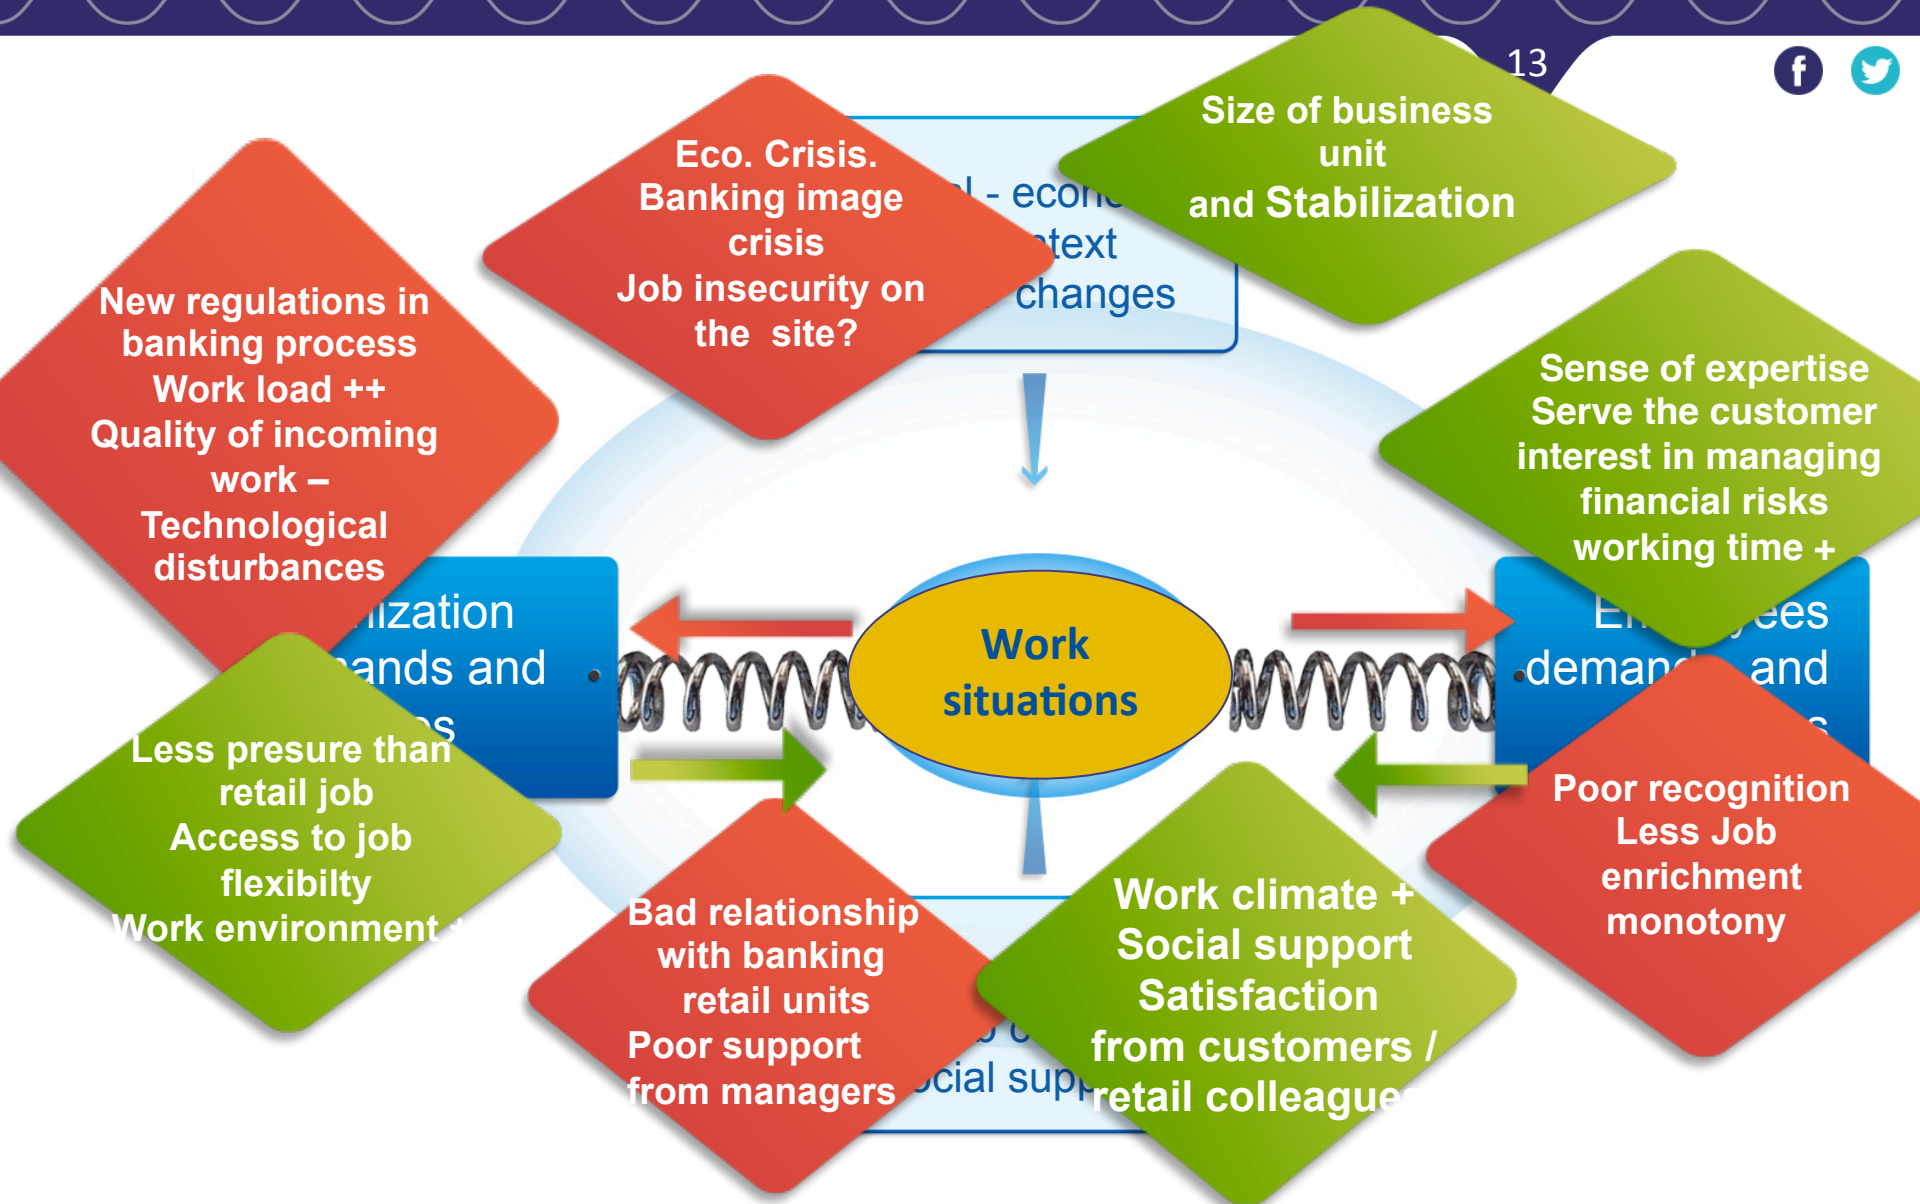 13
Size of business
unit
and Stabilization
Eco. Crisis.
Banking image
crisis
Job insecurity on
the site?
- 
changes
New regulations in
banking process
Work load ++
Quality of incoming
work –
Technological
disturbances
Sense of expertise
Serve the customer
interest in managing
financial risks
working time +
and
Work
situations
and
Less presure than
retail job
Access to job
flexibilty
Work environment +
Bad relationship
with banking
retail units
Poor support
from managers
Work climate +
Social support
Satisfaction
from customers /
retail colleagues
Poor recognition
Less Job
enrichment
monotony